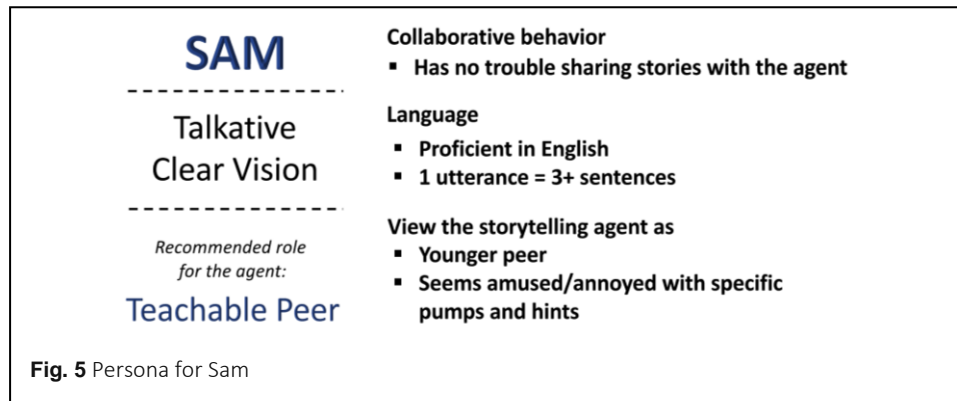 SAM
Talkative
Clear Vision
Recommended role
for the agent:
Teachable Peer
Collaborative behavior
▪ Has no trouble sharing stories with the agent
Language
▪ Proficient in English
▪ 1 utterance = 3+ sentences
View the storytelling agent as
▪ Younger peer
▪ Seems amused/annoyed with specific
pumps and hints
Fig. 5 Persona for Sam